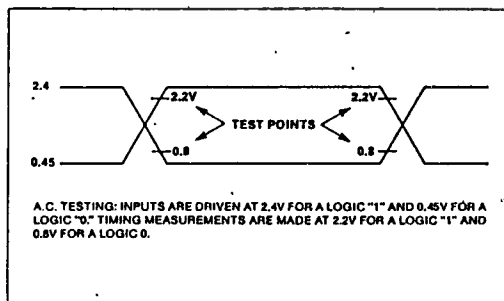 2.4
2.2V
TEST POINTS
2.2V
0.8
0.8
0.45
A.C. TESTING: INPUTS ARE DRIVEN AT 2.4V FOR A LOGIC "1" AND 0.45V FOR A
LOGIC "0." TIMING MEASUREMENTS ARE MADE AT 2.2V FOR A LOGIC "1" AND
0.8V FOR A LOGIC 0.